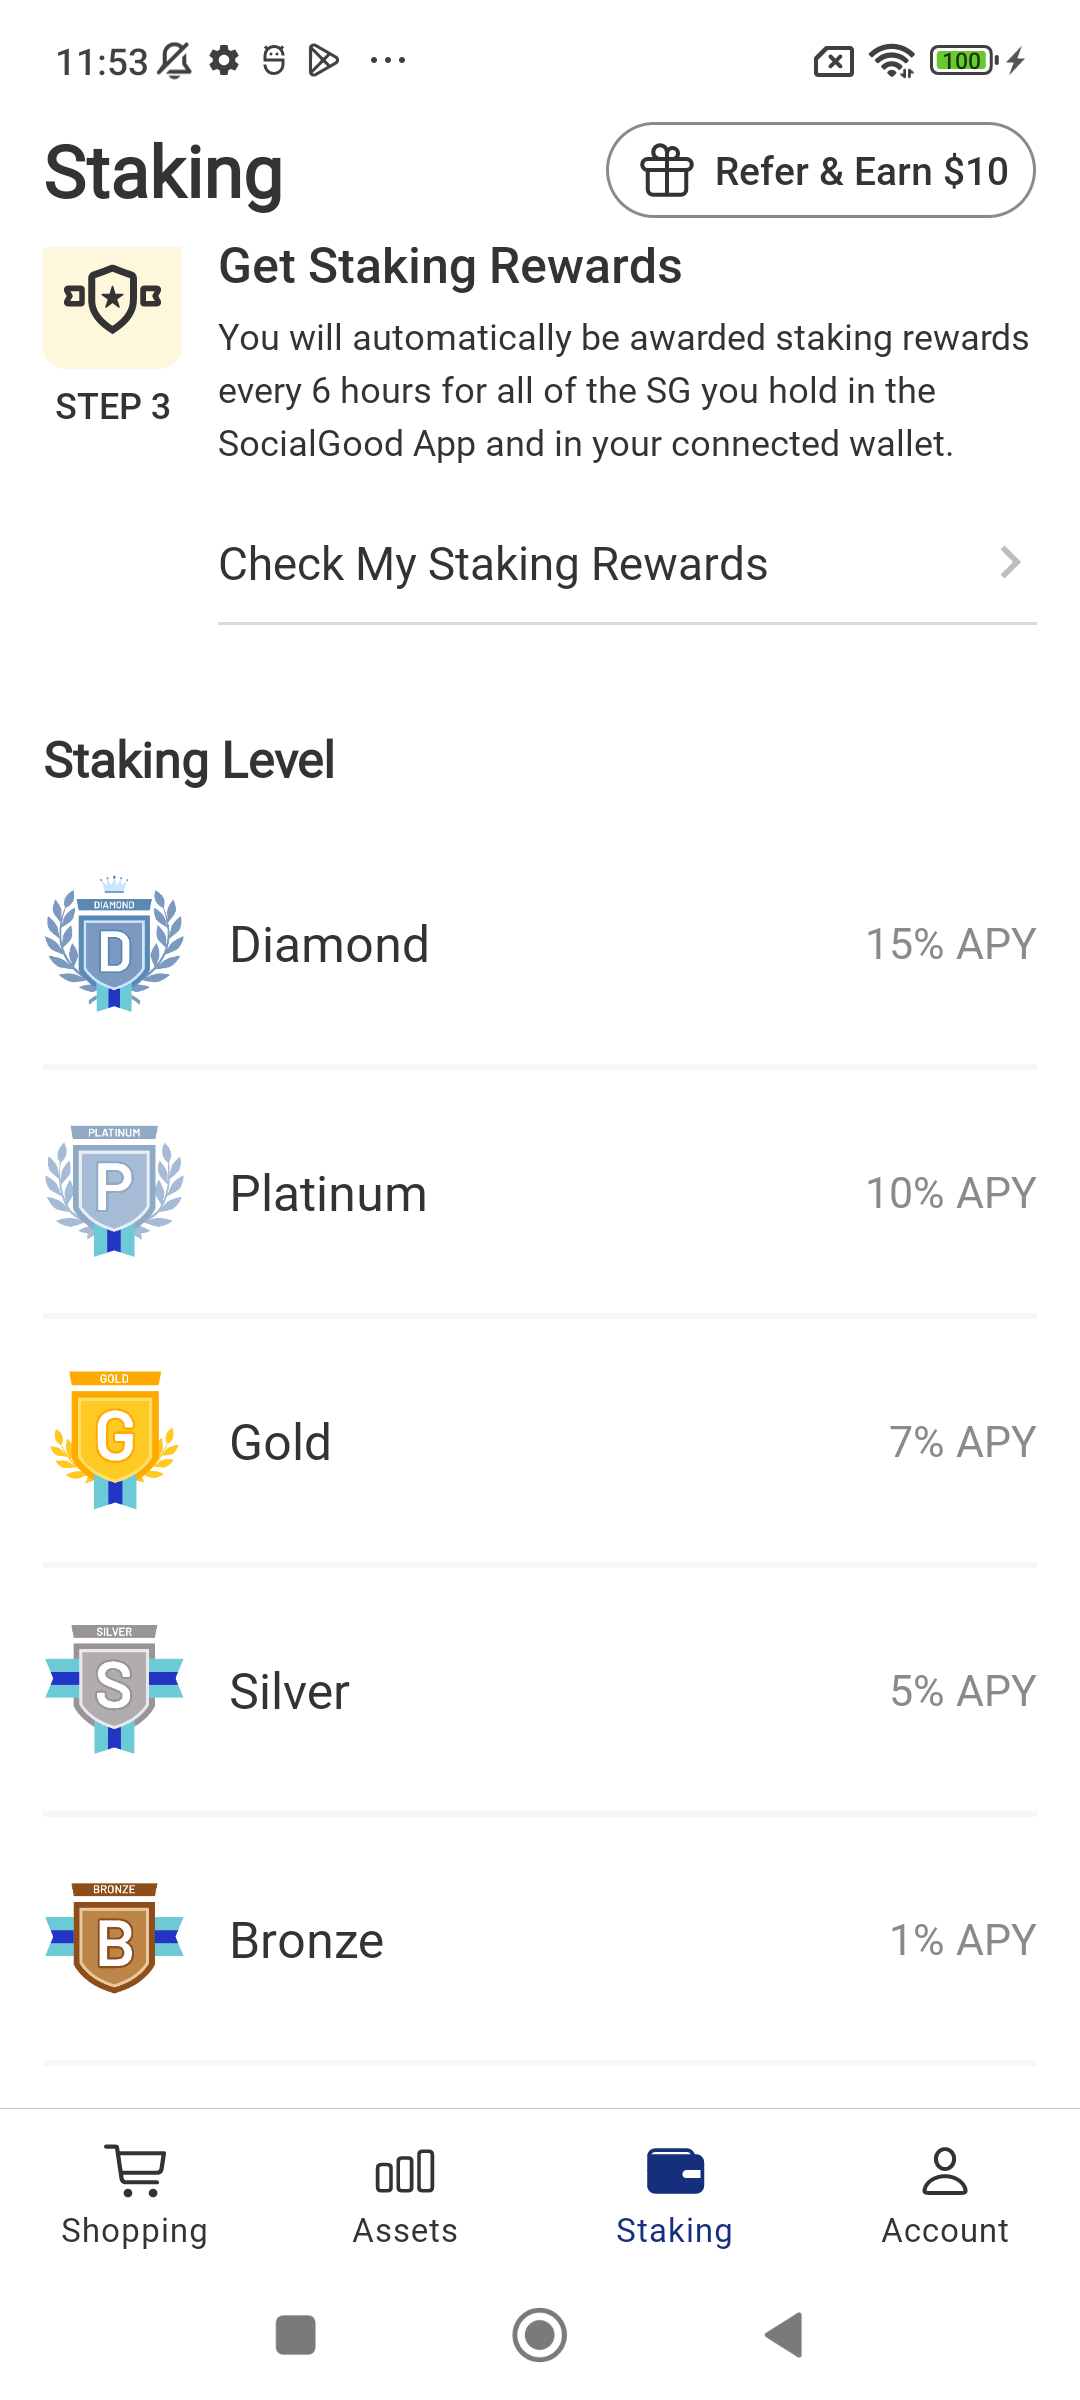 11:53
100
Staking
Refer & Earn $10
Get Staking Rewards
You will automatically be awarded staking rewards
every 6 hours for all of the SG you hold in the
SocialGood App and in your connected wallet.
STEP 3
Check My Staking Rewards
Staking Level
DIAMOND
D
Diamond
15% APY
PLATINUM
P
Platinum
10% APY
GOLD
G
Gold
7% APY
SILVER
S
Silver
5% APY
BRONZE
B
Bronze
1% APY
Shopping
Assets
Staking
Account